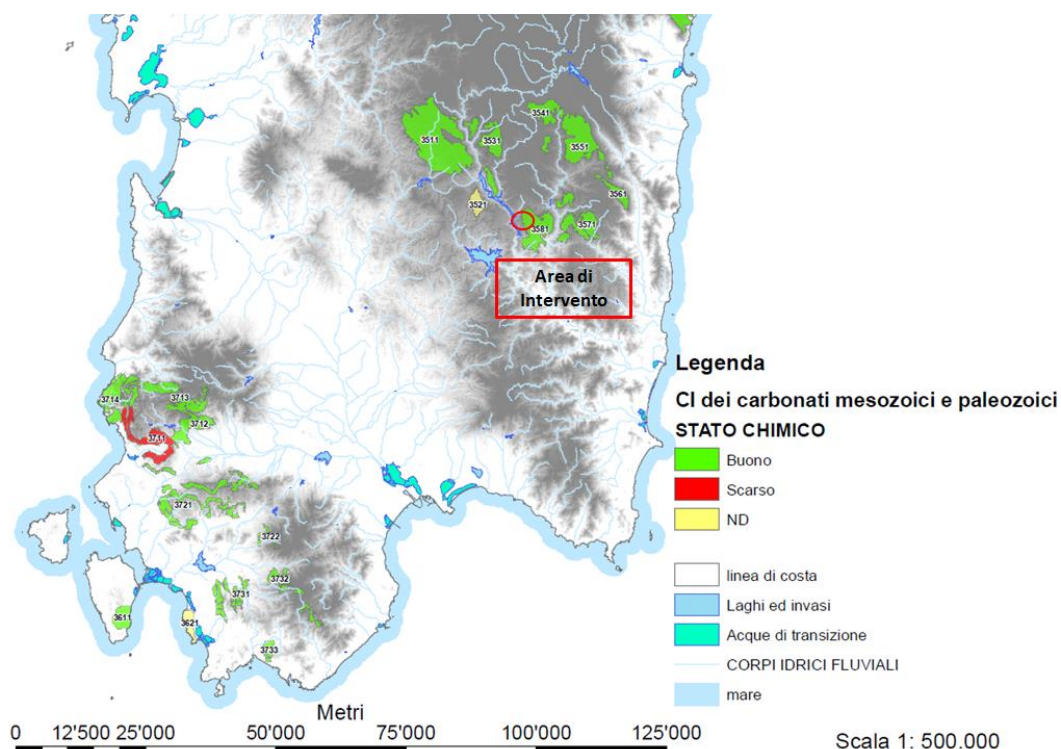 3541
3511
3531
3551
3561
3521
3581
3571
Area di
Intervento
Legenda
CI dei carbonati mesozoici e paleozoici
STATO CHIMICO
Buono
Scarso
ND
linea di costa
Laghi ed invasi
Acque di transizione
CORPI IDRICI FLUVIALI
mare
3714
3713
3712
3711
3721
3722
3732
3731
3611
3621
3733
Metri
0 12'500 25'000 50'000 75'000 100'000 125'000
Scala 1: 500.000